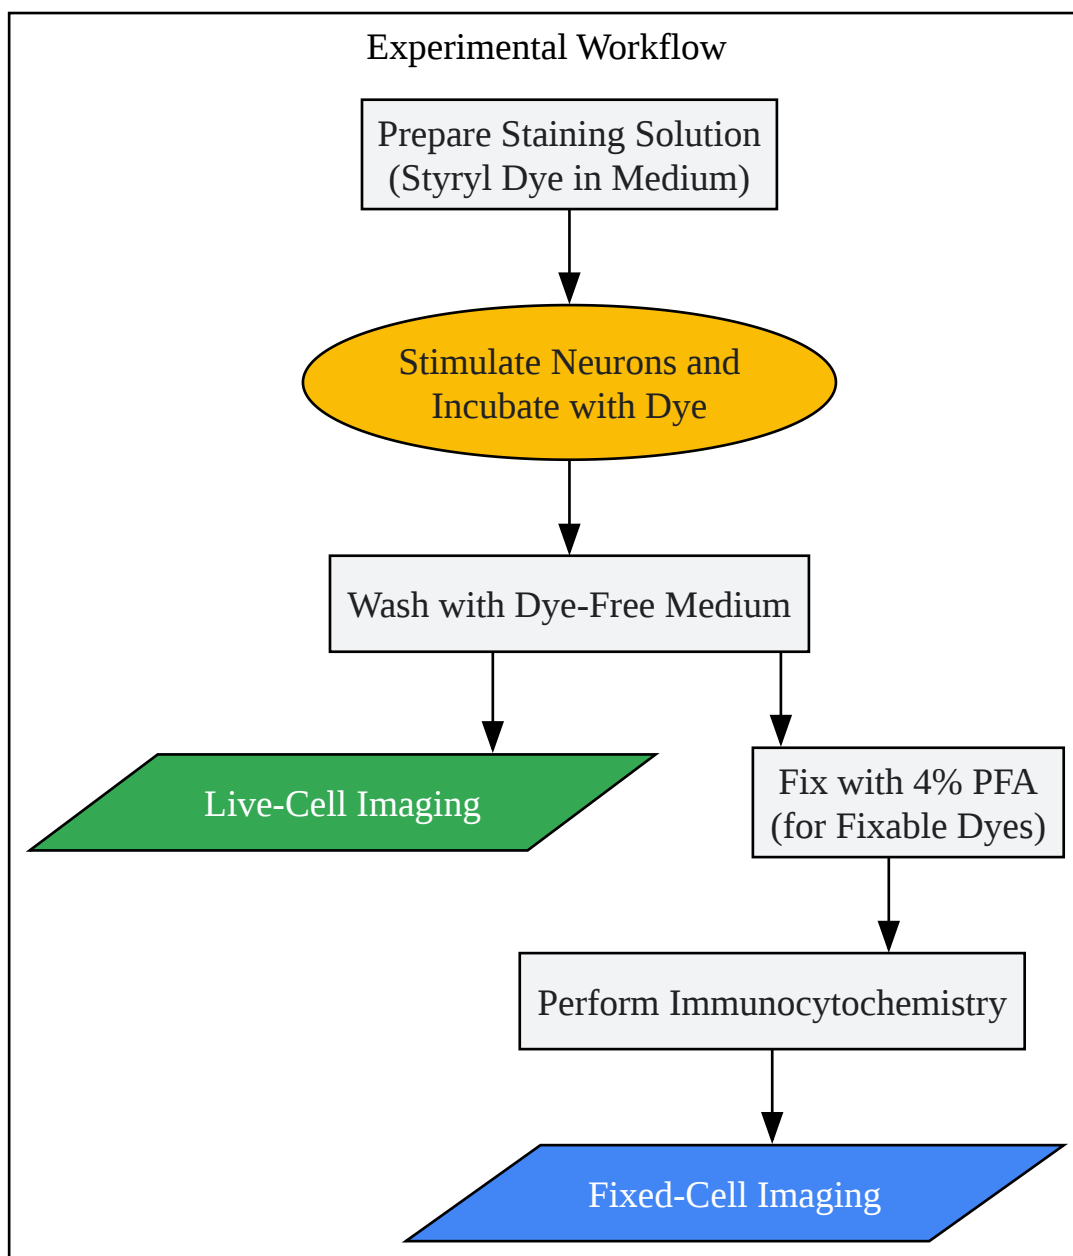 Experimental Workflow
Prepare Staining Solution
(Styryl Dye in Medium)
Stimulate Neurons and
Incubate with Dye
Wash with Dye-Free Medium
Live-Cell Imaging
Fix with 4% PFA
(for Fixable Dyes)
Perform Immunocytochemistry
Fixed-Cell Imaging